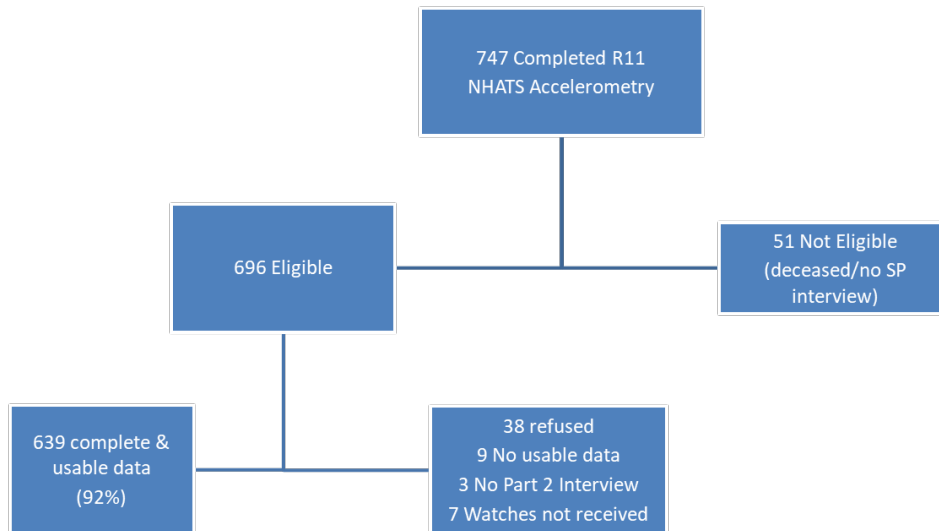 747 Completed R11
NHATS Accelerometry
696 Eligible
51 Not Eligible
(deceased/no SP
interview)
639 complete &
usable data
(92%)
38 refused
9 No usable data
3 No Part 2 Interview
7 Watches not received